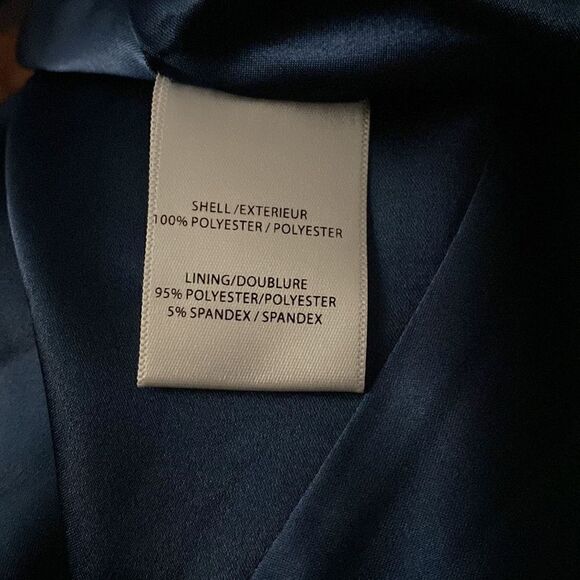 SHELL /EXTERIEUR
100% POLYESTER / POLYESTER
LINING/DOUBLURE
95% POLYESTER/POLYESTER
5% SPANDEX / SPANDEX